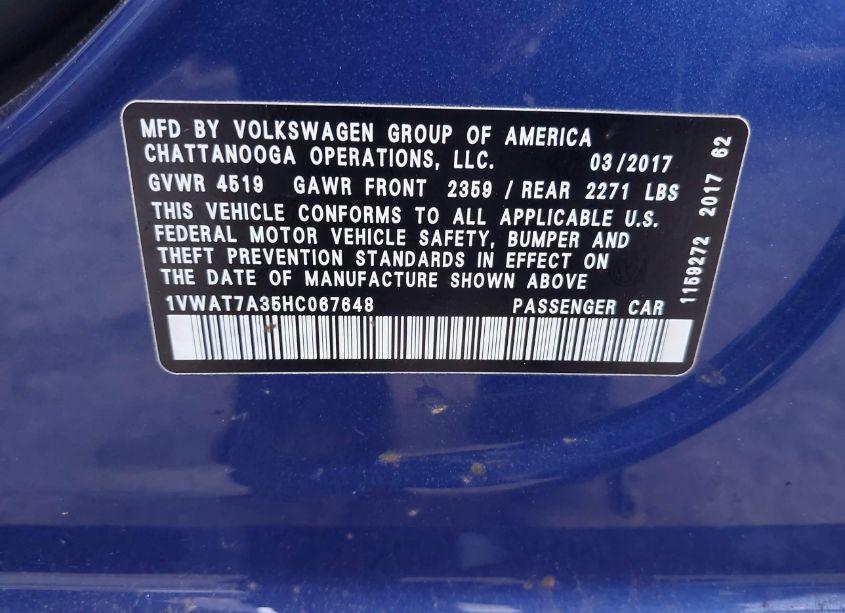 MFD BY VOLKSWAGEN GROUP OF AMERICA
CHATTANOOGA OPERATIONS, LLC. 03/2017
GVWR 4519 GAWR FRONT 2359 / REAR 2271 LBS
THIS VEHICLE CONFORMS TO ALL APPLICABLE U.S.
FEDERAL MOTOR VEHICLE SAFETY, BUMPER AND
THEFT PREVENTION STANDARDS IN EFFECT ON
THE DATE OF MANUFACTURE SHOWN ABOVE
1VWAT7A35HC067648 PASSENGER CAR
1159272 2017 62